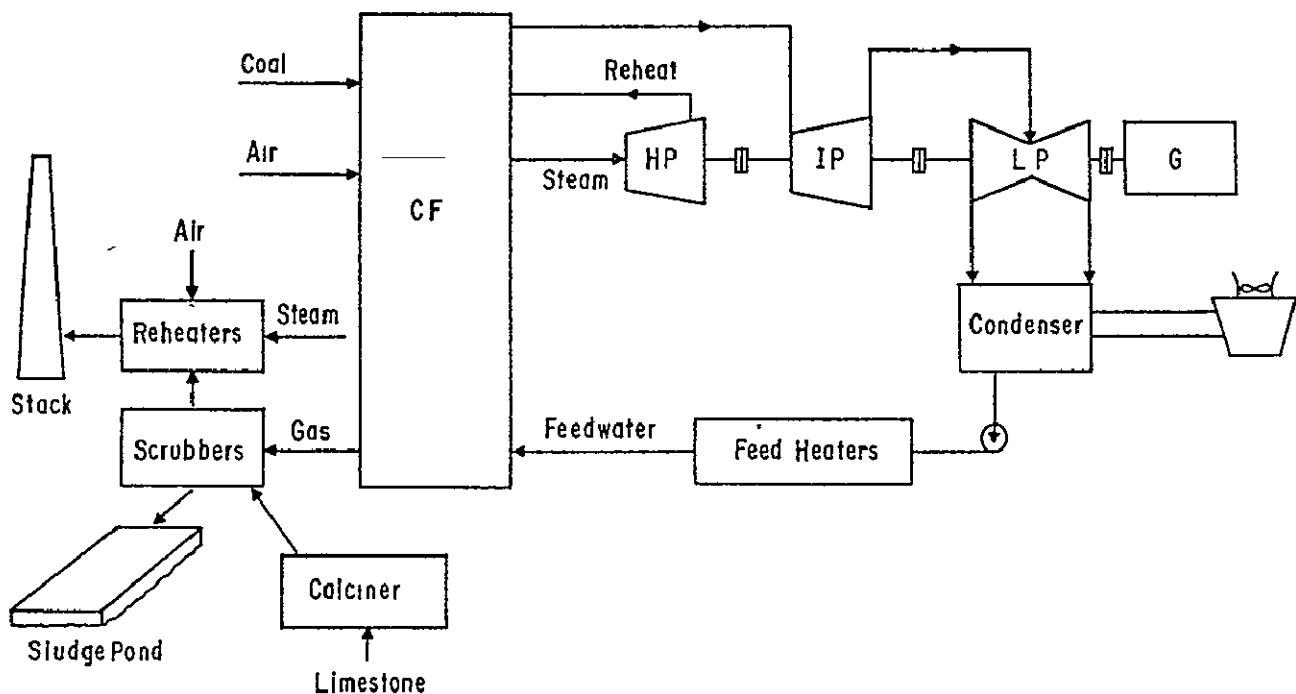 Coal
Reheat
Air
Steam
HP
IP
LP
G
CF
Air
Reheaters
Steam
Condenser
Stack
Scrubbers
Gas
Feedwater
Feed Heaters
Calciner
Sludge Pond
Limestone